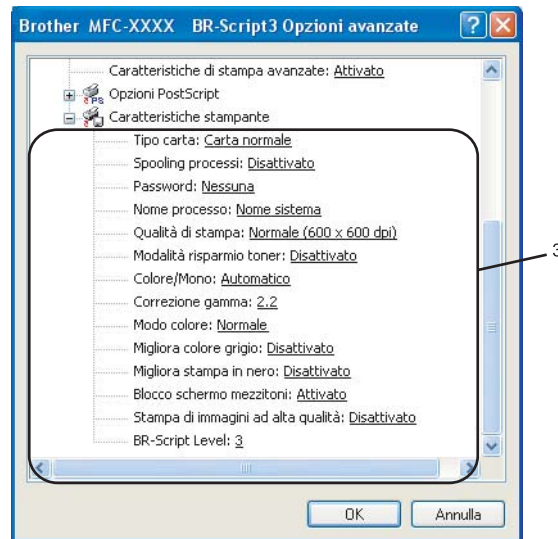 Brother MFC-XXXX BR-Script3 Opzioni avanzate
Caratteristiche di stampa avanzate: Attivato
Opzioni PostScript
Caratteristiche stampante
Tipo carta: Carta normale
Spooling processi: Disattivato
Password: Nessuna
Nome processo: Nome sistema
Qualità di stampa: Normale (600 x 600 dpi)
Modalità risparmio toner: Disattivato
3
Colore/Mono: Automatico
Correzione gamma: 2.2
Modo colore: Normale
Migliora colore grigio: Disattivato
Migliora stampa in nero: Disattivato
Blocco schermo mezzitoni: Attivato
Stampa di immagini ad alta qualità: Disattivato
BR-Script Level: 3
OK Annulla